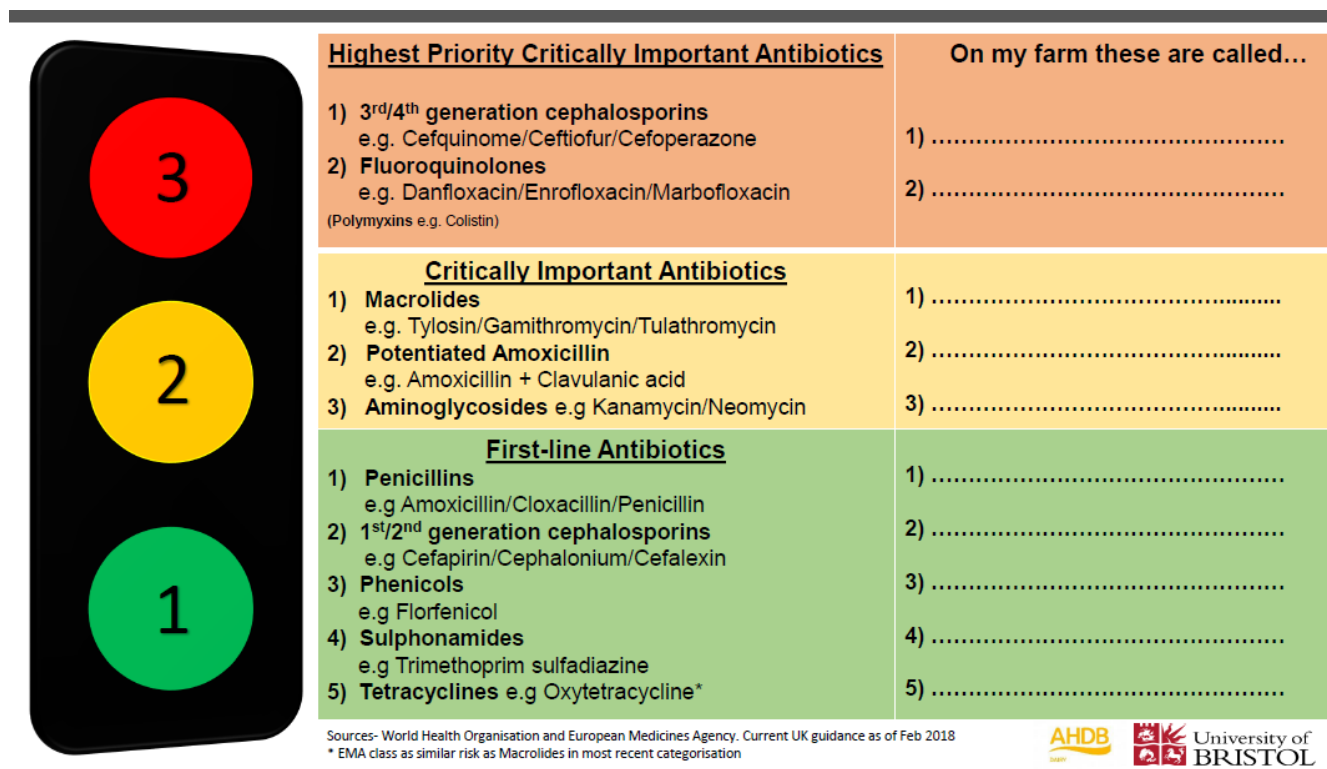 3
2
1
Highest Priority Critically Important Antibiotics
1) 3rd/4th generation cephalosporins
e.g. Cefquinome/Ceftiofur/Cefoperazone
2) Fluoroquinolones
e.g. Danfloxacin/Enrofloxacin/Marbofloxacin
(Polymyxins e.g. Colistin)
On my farm these are called…
1) ……………………………………………
2) ……………………………………………
Critically Important Antibiotics
1) Macrolides
e.g. Tylosin/Gamithromycin/Tulathromycin
2) Potentiated Amoxicillin
e.g. Amoxicillin + Clavulanic acid
3) Aminoglycosides e.g Kanamycin/Neomycin
1) …………………………………..........
2) …………………………………..........
3) …………………………………..........
First-line Antibiotics
1) Penicillins
e.g Amoxicillin/Cloxacillin/Penicillin
2) 1st/2nd generation cephalosporins
e.g Cefapirin/Cephalonium/Cefalexin
3) Phenicols
e.g Florfenicol
4) Sulphonamides
e.g Trimethoprim sulfadiazine
5) Tetracyclines e.g Oxytetracycline*
1) ……………………………………………
2) ……………………………………………
3) ……………………………………………
4) ……………………………………………
5) ……………………………………………
Sources- World Health Organisation and European Medicines Agency. Current UK guidance as of Feb 2018
* EMA class as similar risk as Macrolides in most recent categorisation
AHDB
DAIRY
University of
BRISTOL